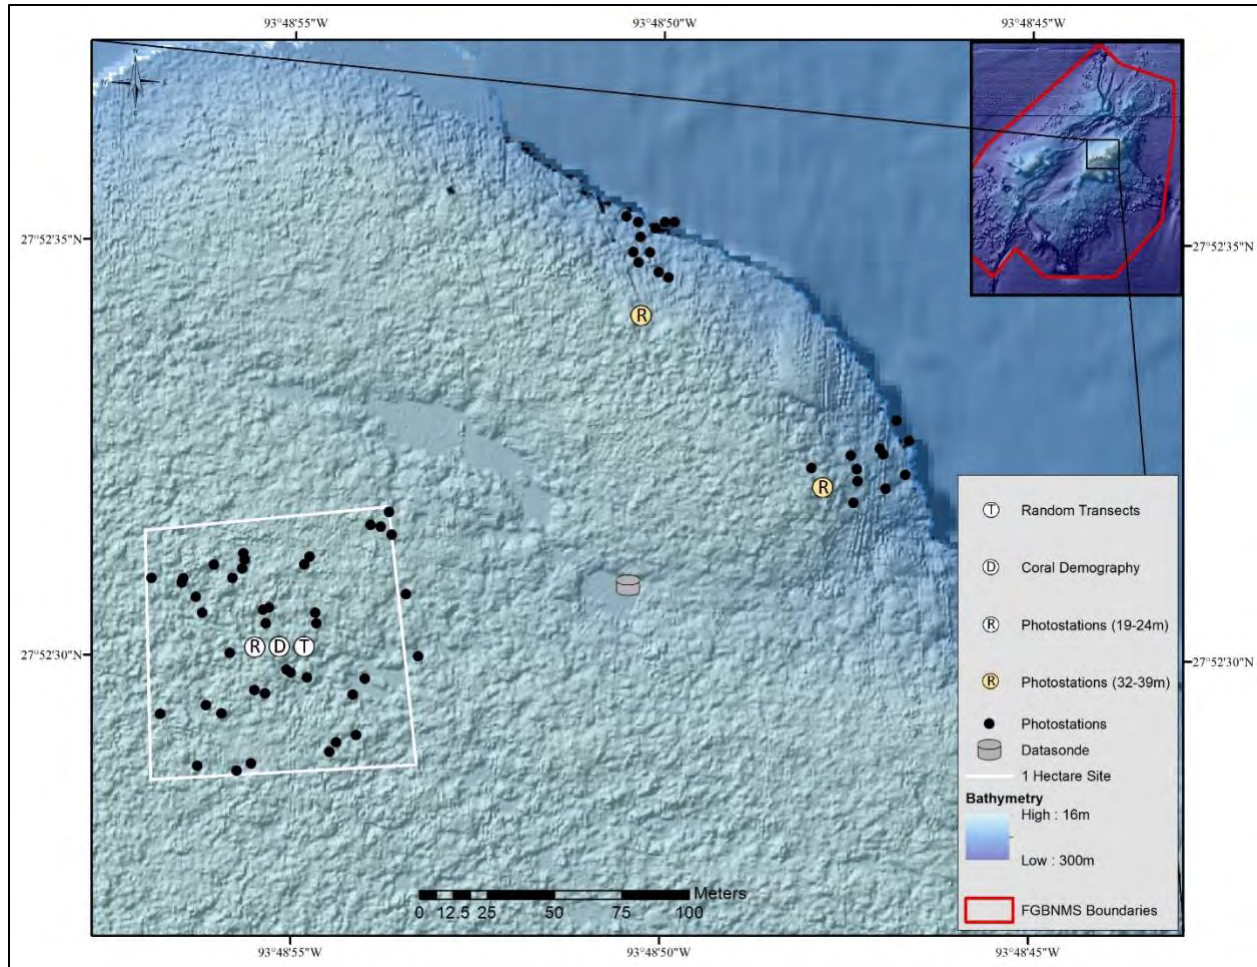 93°48'55"W 93°48'50"W 93°48'45"W
N
27°52'35"N 27°52'35"N
R
R
R D T
27°52'30"N 27°52'30"N
T Random Transects
D Coral Demography
R Photostations (19-24m)
R Photostations (32-39m)
Photostations
Datasonde
1 Hectare Site
Bathymetry
High : 16m
Low : 300m
FGBNMS Boundaries
Meters
0 12.5 25 50 75 100
93°48'55"W 93°48'50"W 93°48'45"W